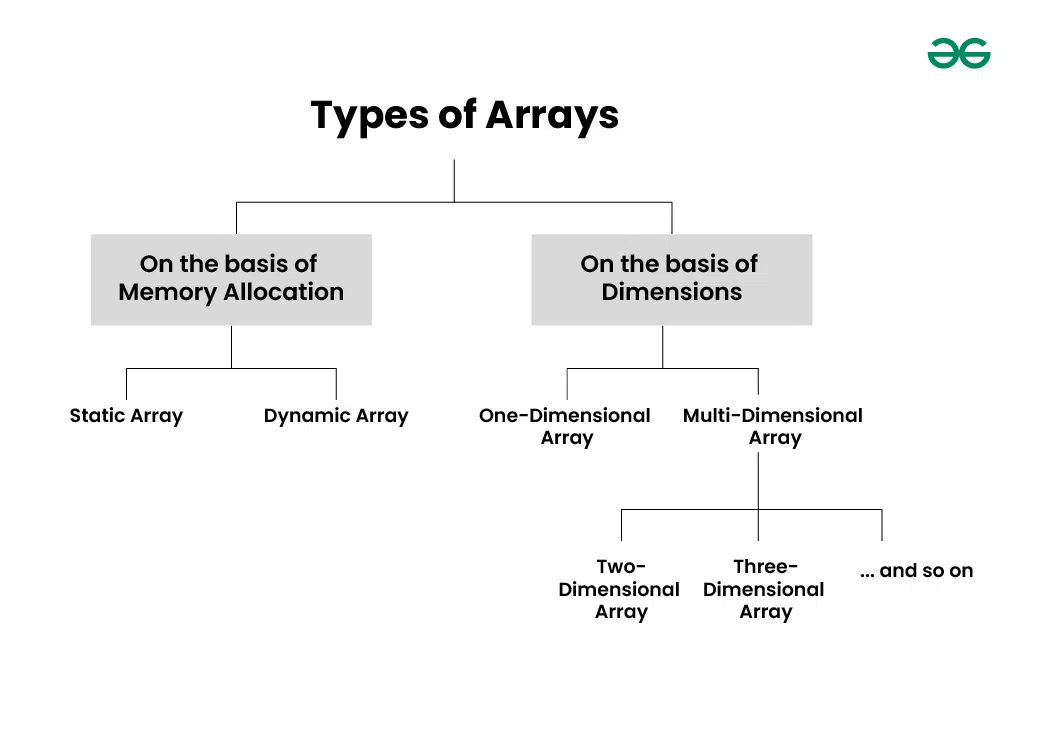 Types of Arrays
On the basis of
Memory Allocation
On the basis of
Dimensions
Static Array
Dynamic Array
One-Dimensional
Array
Multi-Dimensional
Array
Two-
Dimensional
Array
Three-
Dimensional
Array
... and so on